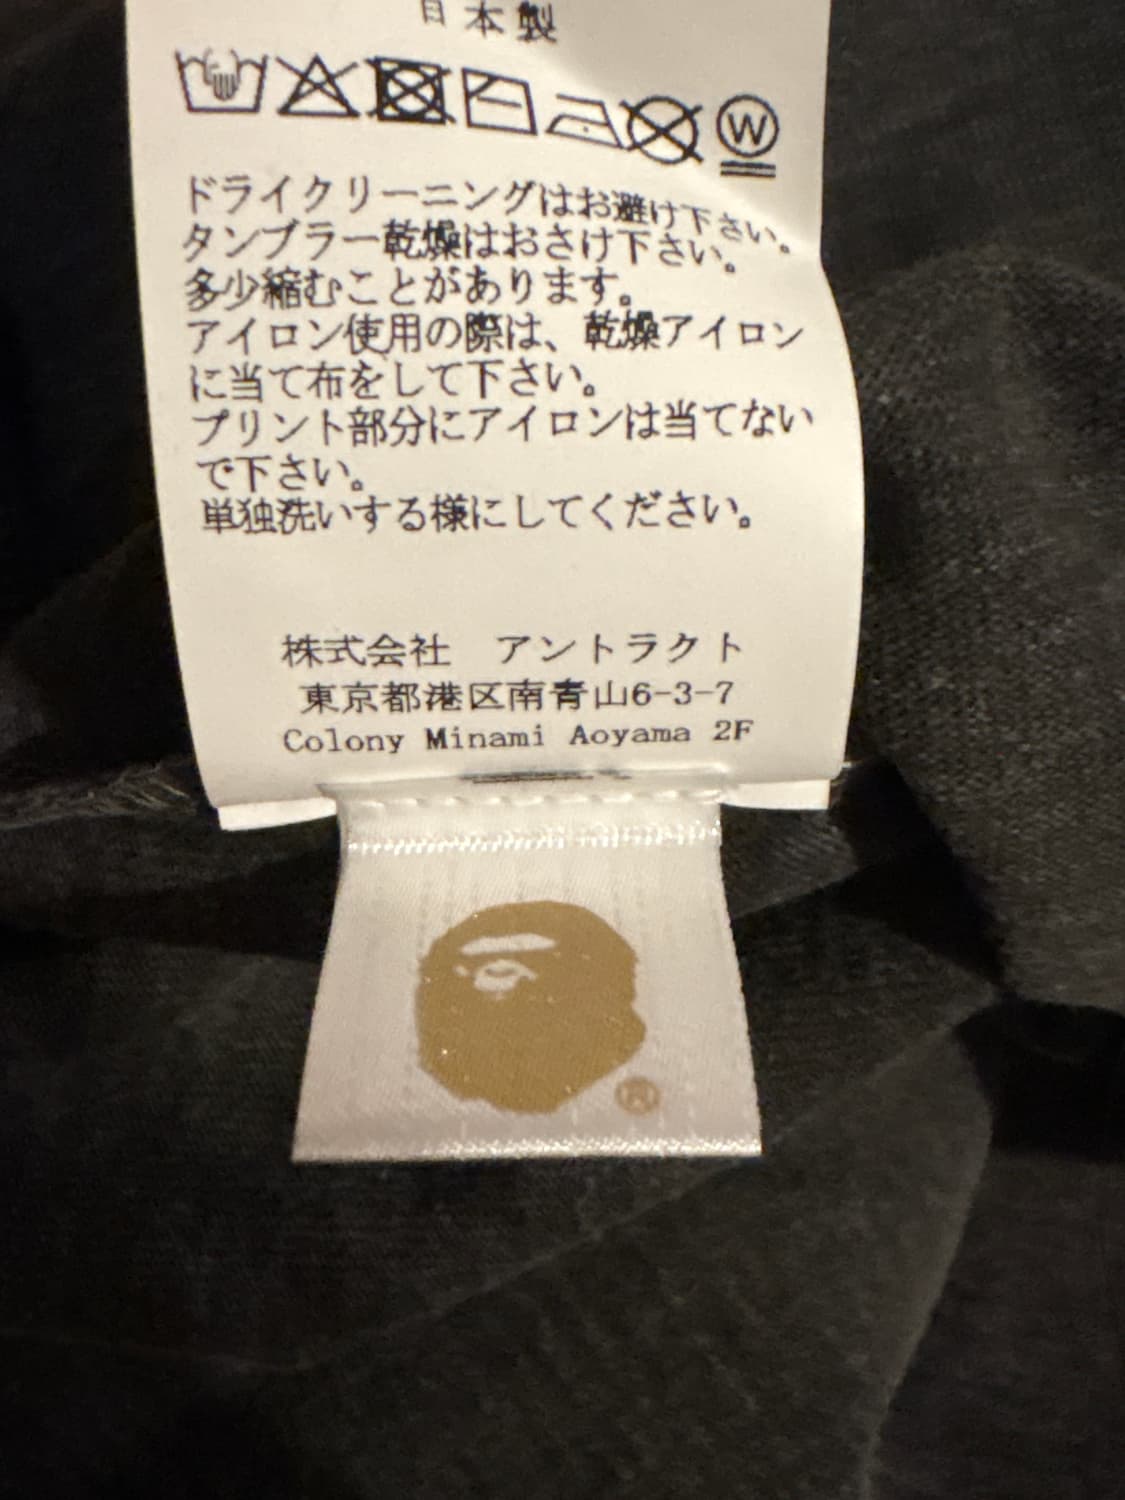 日本製
W
ドライクリーニングはお避け下さい。
タンブラー乾燥はおさけ下さい。
多少縮むことがあります。
アイロン使用の際は、乾燥アイロン
に当て布をして下さい。
プリント部分にアイロンは当てない
で下さい。
単独洗いする様にしてください。
株式会社 アントラクト
東京都港区南青山6-3-7
Colony Minami Aoyama 2F
®